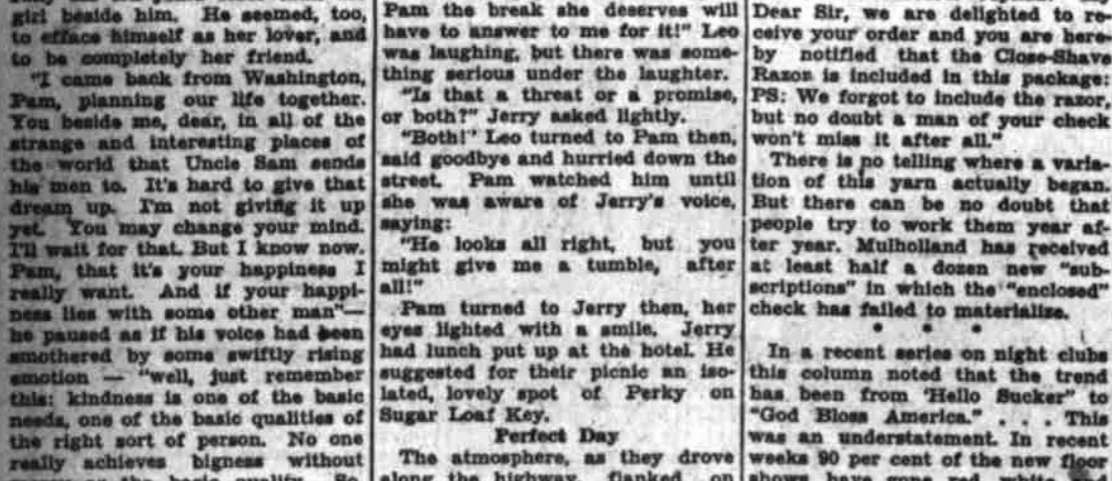 girl beside him. He seemed, too,
to efface himself as her lover, and
to be completely her friend.
"I came back from Washington,
Pam, planning our life together.
You beside me, dear, in all of the
strange and interesting places of
the world that Uncle Sam sends
his men to. It's hard to give that
dream up. I'm not giving it up
yet. You may change your mind.
I'll wait for that. But I know now.
Pam, that it's your happiness I
really want. And if your happi-
ness lies with some other man"—
he paused as if his voice had been
smothered by some swiftly rising
emotion — "well, just remember
this: kindness is one of the basic
needs, one of the basic qualities of
the right sort of person. No one
really achieves bigness without
Pam the break she deserves will
have to answer to me for it!" Leo
was laughing, but there was some-
thing serious under the laughter.
"Is that a threat or a promise,
or both?" Jerry asked lightly.
"Both!" Leo turned to Pam then,
said goodbye and hurried down the
street. Pam watched him until
she was aware of Jerry's voice,
saying:
"He looks all right, but you
might give me a tumble, after
all!"
Pam turned to Jerry then, her
eyes lighted with a smile. Jerry
had lunch put up at the hotel. He
suggested for their picnic an iso-
lated, lovely spot of Perky on
Sugar Loaf Key.
Perfect Day
The atmosphere, as they drove
along the highway, flanked on
Dear Sir, we are delighted to re-
ceive your order and you are here-
by notified that the Close-Shave
Razor is included in this package:
PS: We forgot to include the razor,
but no doubt a man of your check
won't miss it after all."
There is no telling where a varia-
tion of this yarn actually began.
But there can be no doubt that
people try to work them year af-
ter year. Mulholland has received
at least half a dozen new "sub-
scriptions" in which the "enclosed"
check has failed to materialize.
* * *
In a recent series on night clubs
this column noted that the trend
has been from 'Hello Sucker" to
"God Bloss America." . . . This
was an understatement. In recent
weeks 90 per cent of the new floor
shows have gone red, white and